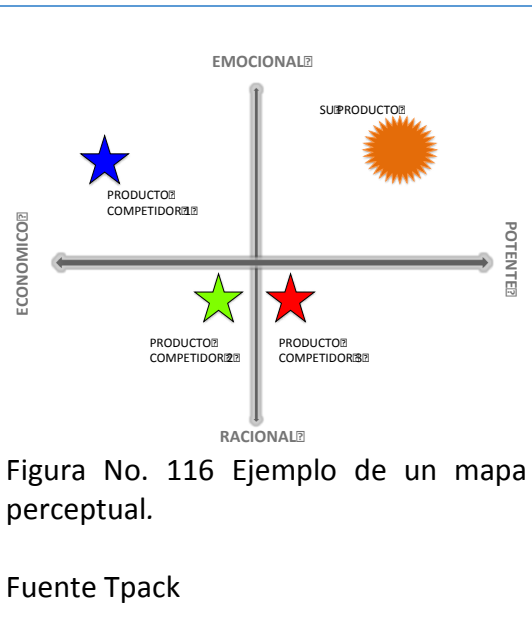 EMOCIONAL
SU PRODUCTO
PRODUCTO
COMPETIDOR 1
ECONOMICO
POTENTE
PRODUCTO
COMPETIDOR 2
PRODUCTO
COMPETIDOR 3
RACIONAL
Figura No. 116 Ejemplo de un mapa
perceptual.
Fuente Tpack